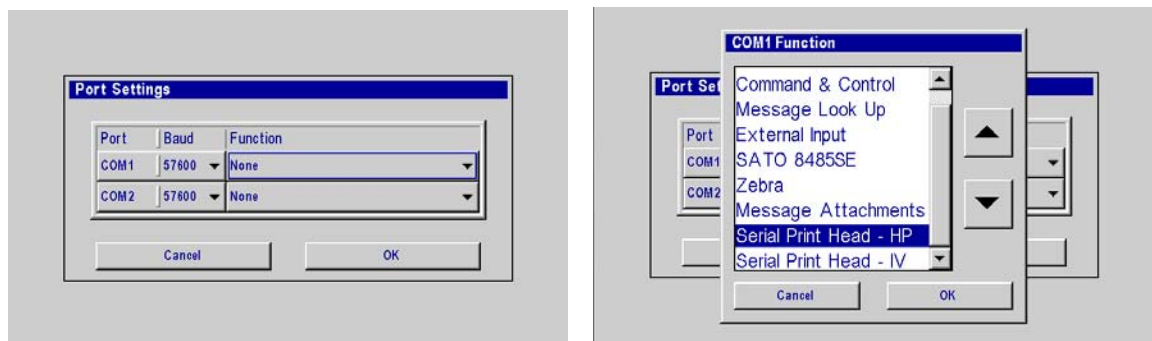 Port Settings
Port Baud Function
COM1 57600 None
COM2 57600 None
Cancel OK
COM1 Function
Port Set
Port
COM1
COM2
Command & Control
Message Look Up
External Input
SATO 8485SE
Zebra
Message Attachments
Serial Print Head - HP
Serial Print Head - IV
Cancel OK